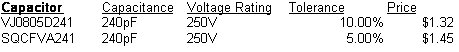 Capacitor Capacitance Voltage Rating Tolerance Price
VJ0805D241 240pF 250V 10.00% $1.32
SQCFVA241 240pF 250V 5.00% $1.45